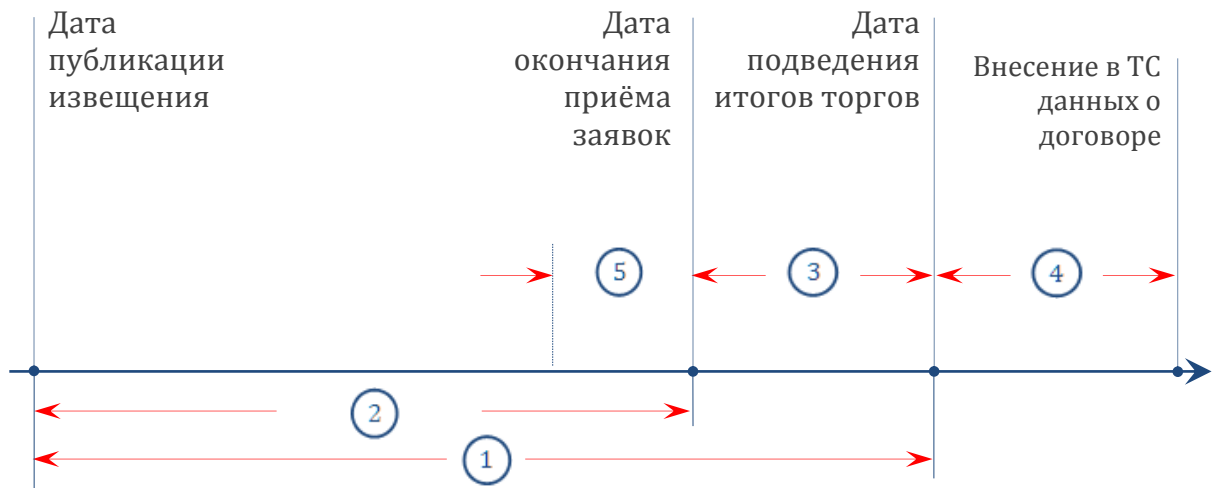 Дата
публикации
извещения
Дата
окончания
приёма
заявок
Дата
подведения
итогов торгов
Внесение в ТС
данных о
договоре
5
3
4
2
1